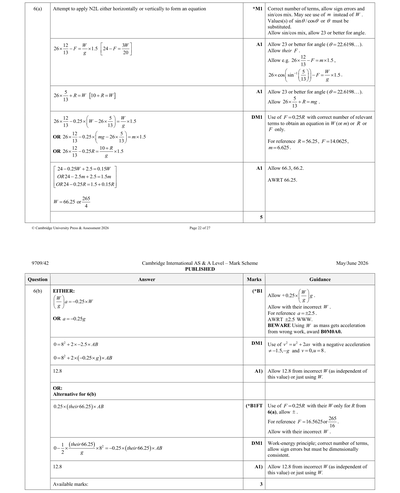 6(a)
Attempt to apply N2L either horizontally or vertically to form an equation
*M1
Correct number of terms, allow sign errors and
sin/cos mix. May see use of m instead of W.
Value(s) of sinθ / cosθ or θ must be
substituted.
Allow sin/cos mix, allow 23 or better for angle.
26 × 12/13 − F = W/g × 1.5 [24 − F = 3W/20]
A1
Allow 23 or better for angle (θ = 22.6198...).
Allow their F.
Allow e.g. 26 × 12/13 − F = m × 1.5,
26 × cos(sin⁻¹(5/13)) − F = W/g × 1.5.
26 × 5/13 + R = W [10 + R = W]
A1
Allow 23 or better for angle (θ = 22.6198...).
Allow 26 × 5/13 + R = mg.
26 × 12/13 − 0.25 × (W − 26 × 5/13) = W/g × 1.5
OR 26 × 12/13 − 0.25 × (mg − 26 × 5/13) = m × 1.5
OR 26 × 12/13 − 0.25R = (10 + R)/g × 1.5
DM1
Use of F = 0.25R with correct number of relevant
terms to obtain an equation in W (or m) or R or
F only.
For reference R = 56.25, F = 14.0625,
m = 6.625.
[24 − 0.25W + 2.5 = 0.15W
OR 24 − 2.5m + 2.5 = 1.5m
OR 24 − 0.25R = 1.5 + 0.15R]
W = 66.25 or 265/4
A1
Allow 66.3, 66.2.
AWRT 66.25.
5
© Cambridge University Press & Assessment 2026
Page 22 of 27
9709/42
Cambridge International AS & A Level – Mark Scheme
PUBLISHED
May/June 2026
Question
Answer
Marks
Guidance
6(b)
EITHER:
(W/g)a = −0.25 × W
OR a = −0.25g
(*B1
Allow + 0.25 × (W/g)g.
Allow with their incorrect W.
For reference a = ±2.5.
AWRT ±2.5 WWW.
BEWARE Using W as mass gets acceleration
from wrong work, award B0M0A0.
0 = 8² + 2 × −2.5 × AB
0 = 8² + 2 × (−0.25 × g) × AB
DM1
Use of v² = u² + 2as with a negative acceleration
≠ −1.5, −g and v = 0, u = 8.
12.8
A1)
Allow 12.8 from incorrect W (as independent of
this value) or just using W.
OR:
Alternative for 6(b)
0.25 × (their 66.25) × AB
(*B1FT
Use of F = 0.25R with their W only for R from
6(a), allow ±.
For reference F = 16.5625 or 265/16.
Allow with their incorrect W.
0 − 1/2 × (their 66.25)/g × 8² = −0.25 × (their 66.25) × AB
DM1
Work-energy principle; correct number of terms,
allow sign errors but must be dimensionally
consistent.
12.8
A1)
Allow 12.8 from incorrect W (as independent of
this value) or just using W.
Available marks:
3